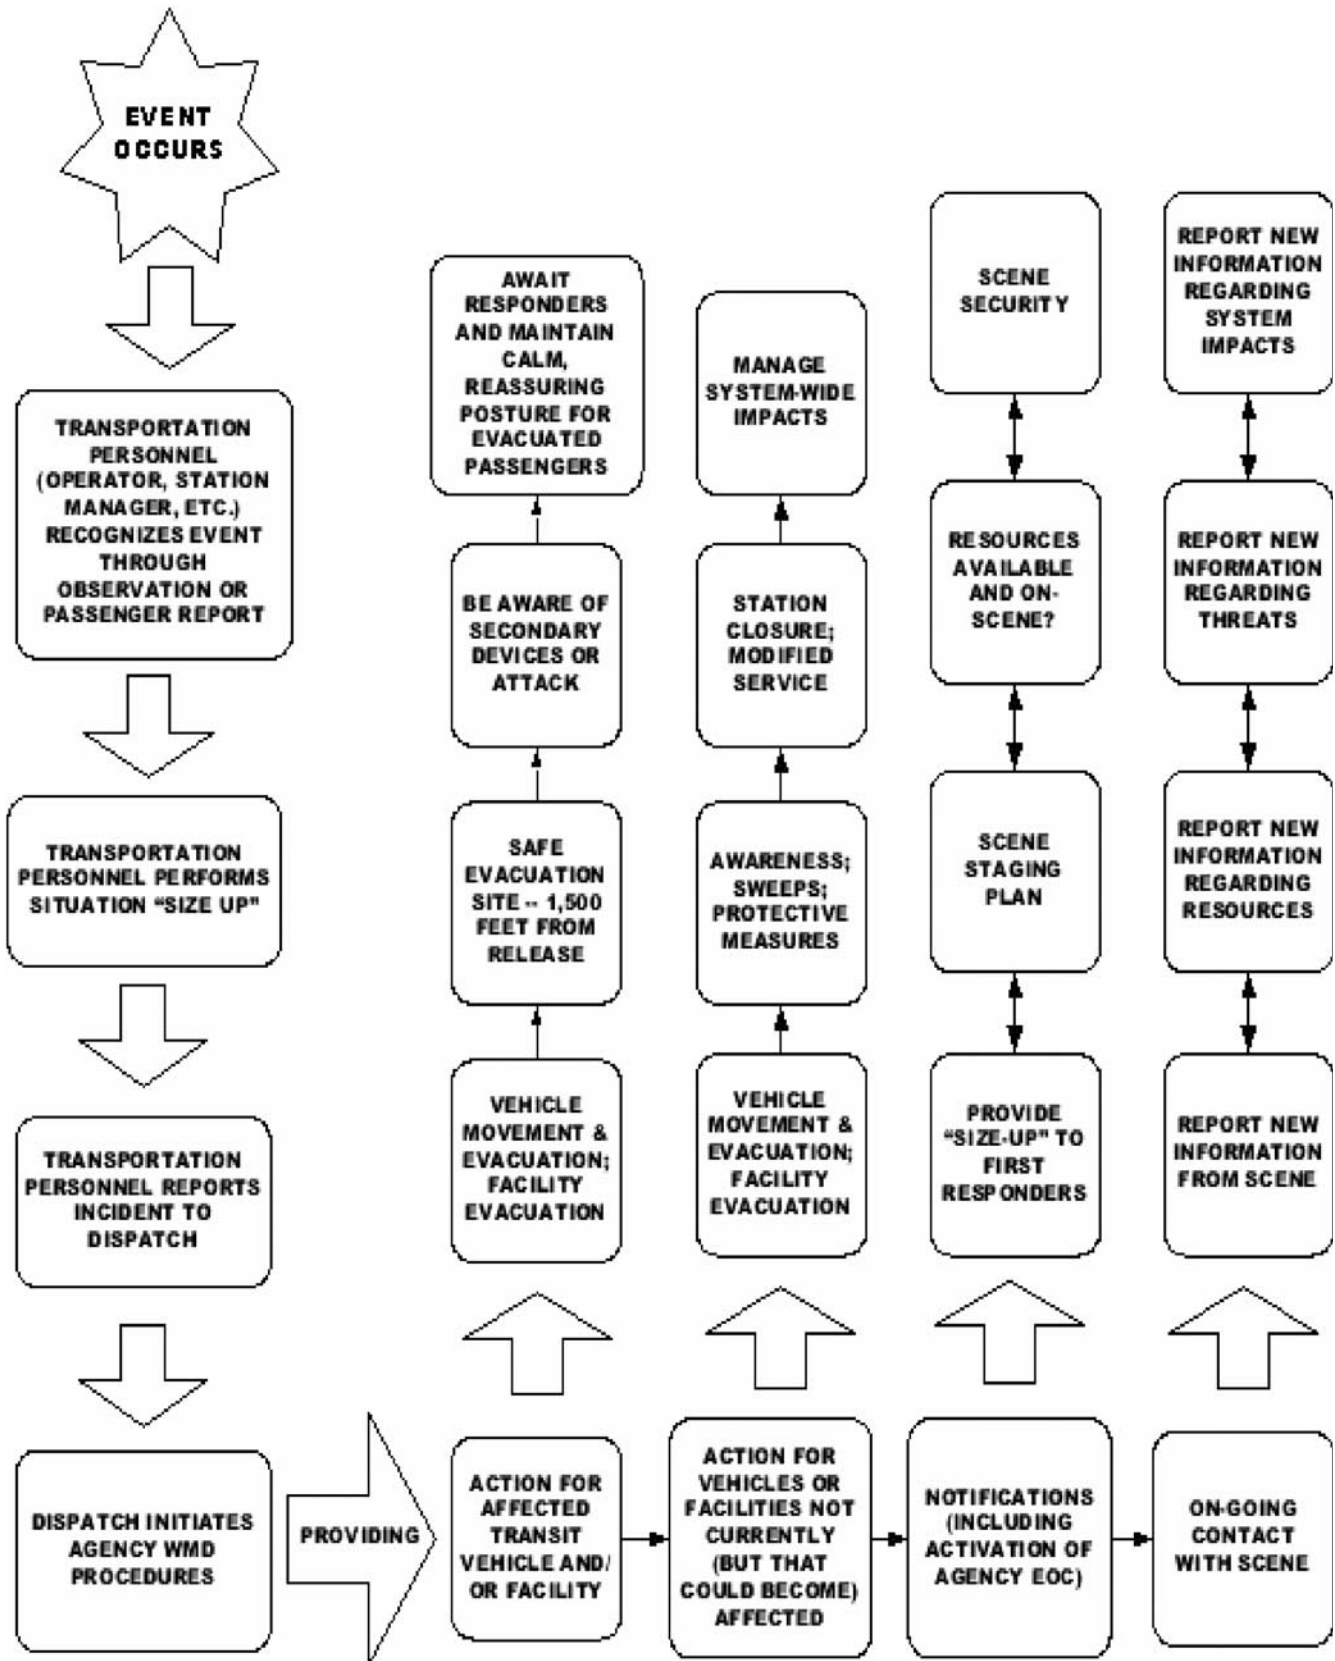 EVENT
OCCURS
TRANSPORTATION
PERSONNEL
(OPERATOR, STATION
MANAGER, ETC.)
RECOGNIZES EVENT
THROUGH
OBSERVATION OR
PASSENGER REPORT
TRANSPORTATION
PERSONNEL PERFORMS
SITUATION “SIZE UP”
TRANSPORTATION
PERSONNEL REPORTS
INCIDENT TO
DISPATCH
DISPATCH INITIATES
AGENCY WMD
PROCEDURES
PROVIDING
ACTION FOR
AFFECTED
TRANSIT
VEHICLE AND/
OR FACILITY
VEHICLE
MOVEMENT &
EVACUATION;
FACILITY
EVACUATION
SAFE
EVACUATION
SITE -- 1,500
FEET FROM
RELEASE
BE AWARE OF
SECONDARY
DEVICES OR
ATTACK
AWAIT
RESPONDERS
AND MAINTAIN
CALM,
REASSURING
POSTURE FOR
EVACUATED
PASSENGERS
ACTION FOR
VEHICLES OR
FACILITIES NOT
CURRENTLY
(BUT THAT
COULD BECOME)
AFFECTED
VEHICLE
MOVEMENT &
EVACUATION;
FACILITY
EVACUATION
AWARENESS;
SWEEPS;
PROTECTIVE
MEASURES
STATION
CLOSURE;
MODIFIED
SERVICE
MANAGE
SYSTEM-WIDE
IMPACTS
NOTIFICATIONS
(INCLUDING
ACTIVATION OF
AGENCY EOC)
PROVIDE
“SIZE-UP” TO
FIRST
RESPONDERS
SCENE
STAGING
PLAN
RESOURCES
AVAILABLE
AND ON-
SCENE?
SCENE
SECURITY
ON-GOING
CONTACT
WITH SCENE
REPORT NEW
INFORMATION
FROM SCENE
REPORT NEW
INFORMATION
REGARDING
RESOURCES
REPORT NEW
INFORMATION
REGARDING
THREATS
REPORT NEW
INFORMATION
REGARDING
SYSTEM
IMPACTS